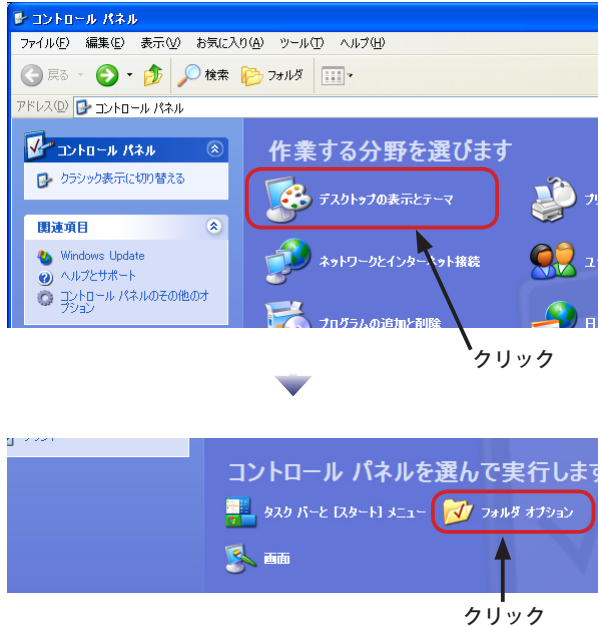 コントロール パネル
ファイル(F) 編集(E) 表示(V) お気に入り(A) ツール(T) ヘルプ(H)
戻る 検索 フォルダ
アドレス(D) コントロール パネル
コントロール パネル
クラシック表示に切り替える
関連項目
Windows Update
ヘルプとサポート
コントロール パネルのその他のオ
プション
作業する分野を選びます
デスクトップの表示とテーマ
プリ
ネットワークとインターネット接続
ユー
プログラムの追加と削除
日
クリック
コントロール パネルを選んで実行します
タスク バーと [スタート] メニュー
フォルダ オプション
画面
クリック